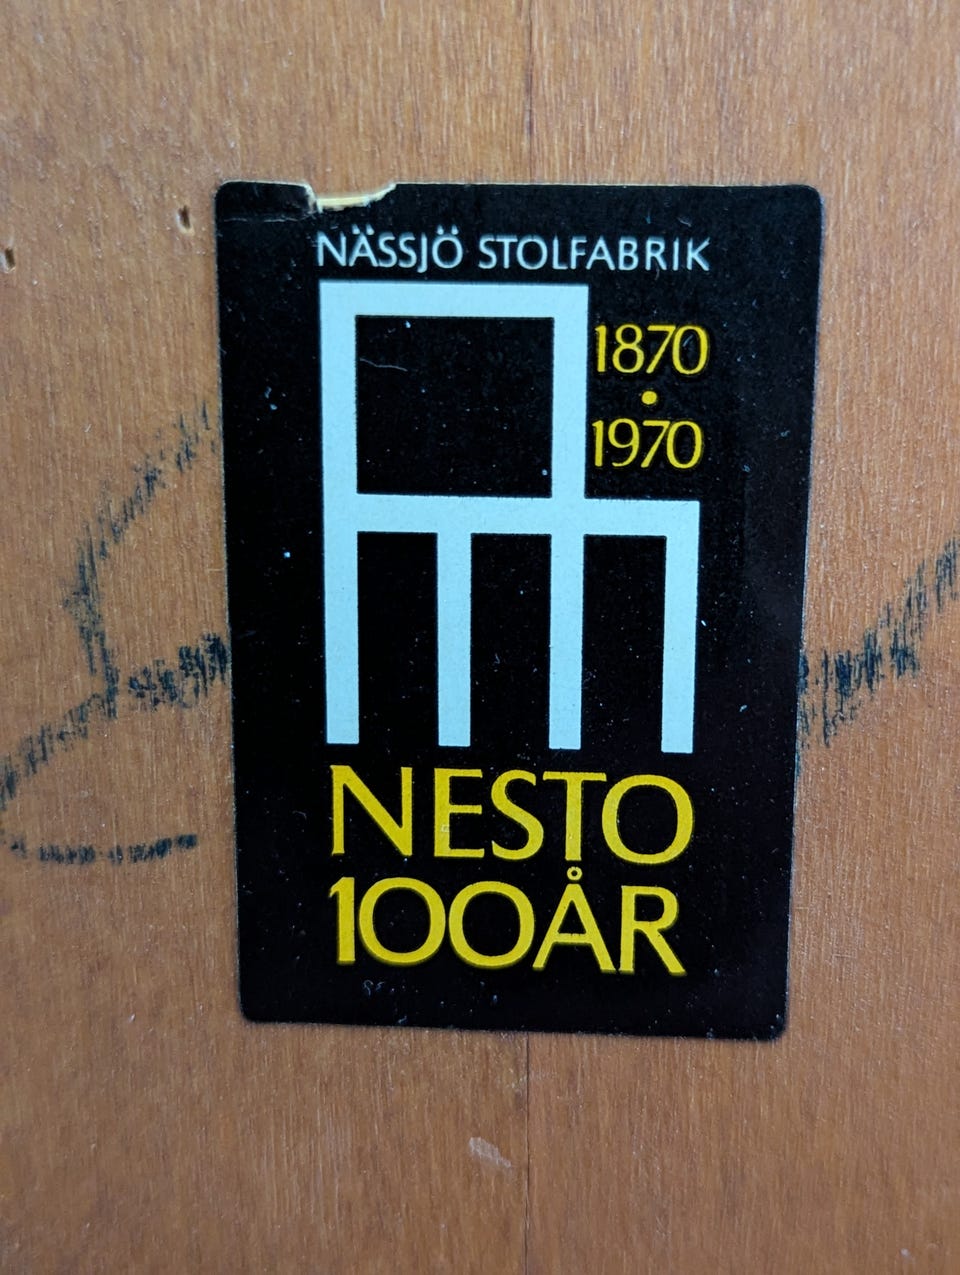 NÄSSJÖ STOLFABRIK
1870
•
1970
NESTO
100ÅR